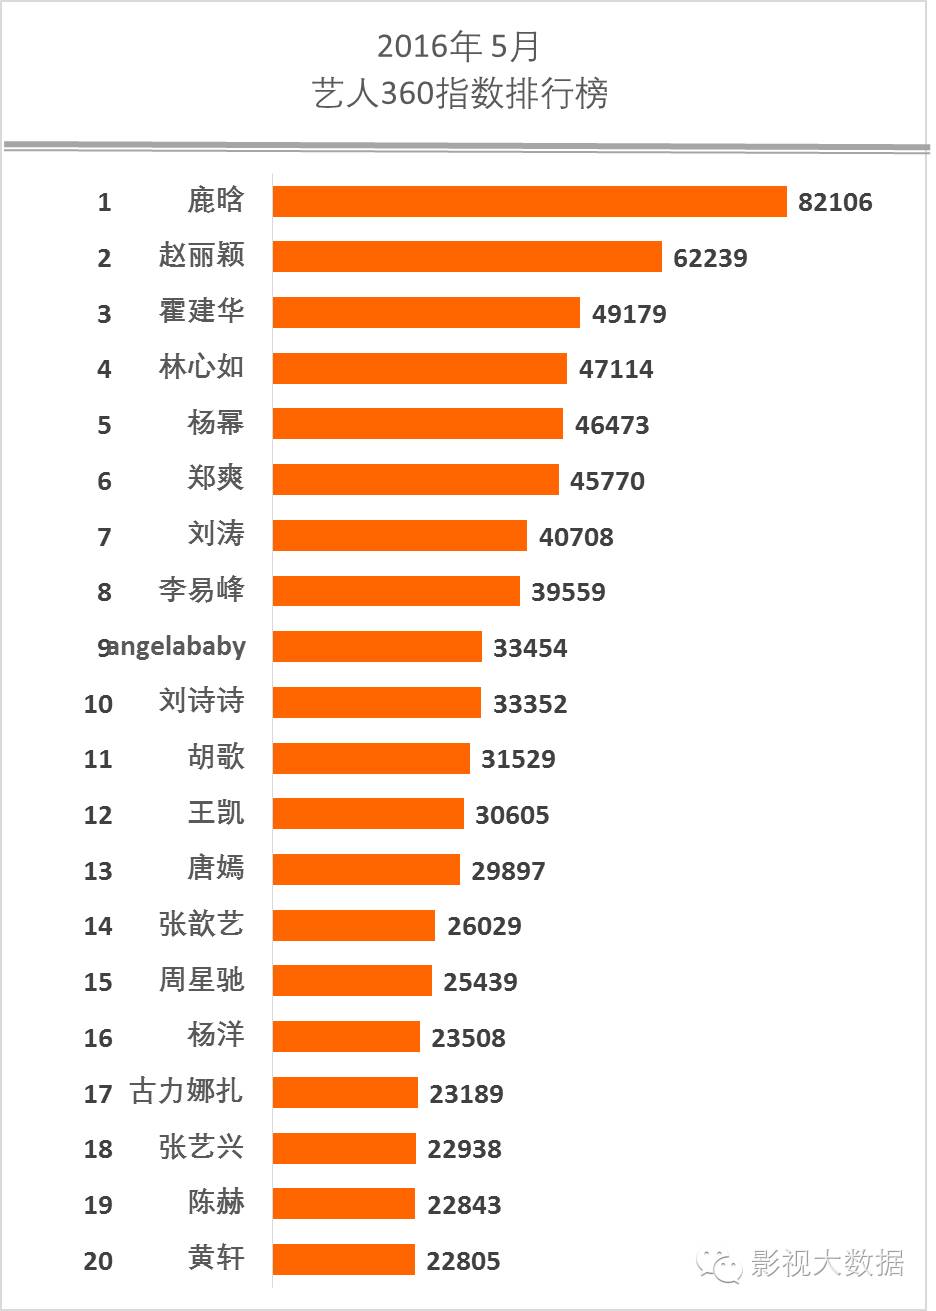 2016年 5月
艺人360指数排行榜
1 鹿晗 82106
2 赵丽颖 62239
3 霍建华 49179
4 林心如 47114
5 杨幂 46473
6 郑爽 45770
7 刘涛 40708
8 李易峰 39559
9 angelababy 33454
10 刘诗诗 33352
11 胡歌 31529
12 王凯 30605
13 唐嫣 29897
14 张歆艺 26029
15 周星驰 25439
16 杨洋 23508
17 古力娜扎 23189
18 张艺兴 22938
19 陈赫 22843
20 黄轩 22805
影视大数据